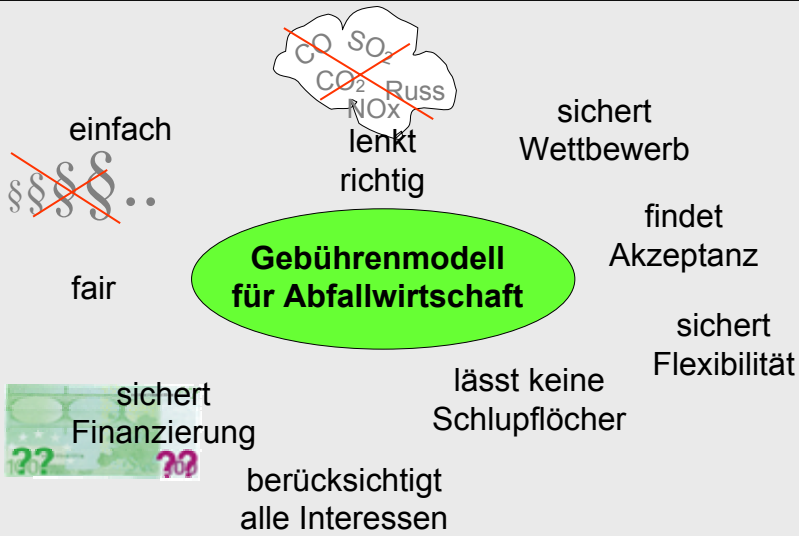 CO SO2
CO2 Russ
NOx
lenkt
richtig
einfach
§§§§..
sichert
Wettbewerb
findet
Akzeptanz
Gebührenmodell
für Abfallwirtschaft
fair
sichert
Flexibilität
lässt keine
Schlupflöcher
sichert
Finanzierung
?? ??
berücksichtigt
alle Interessen